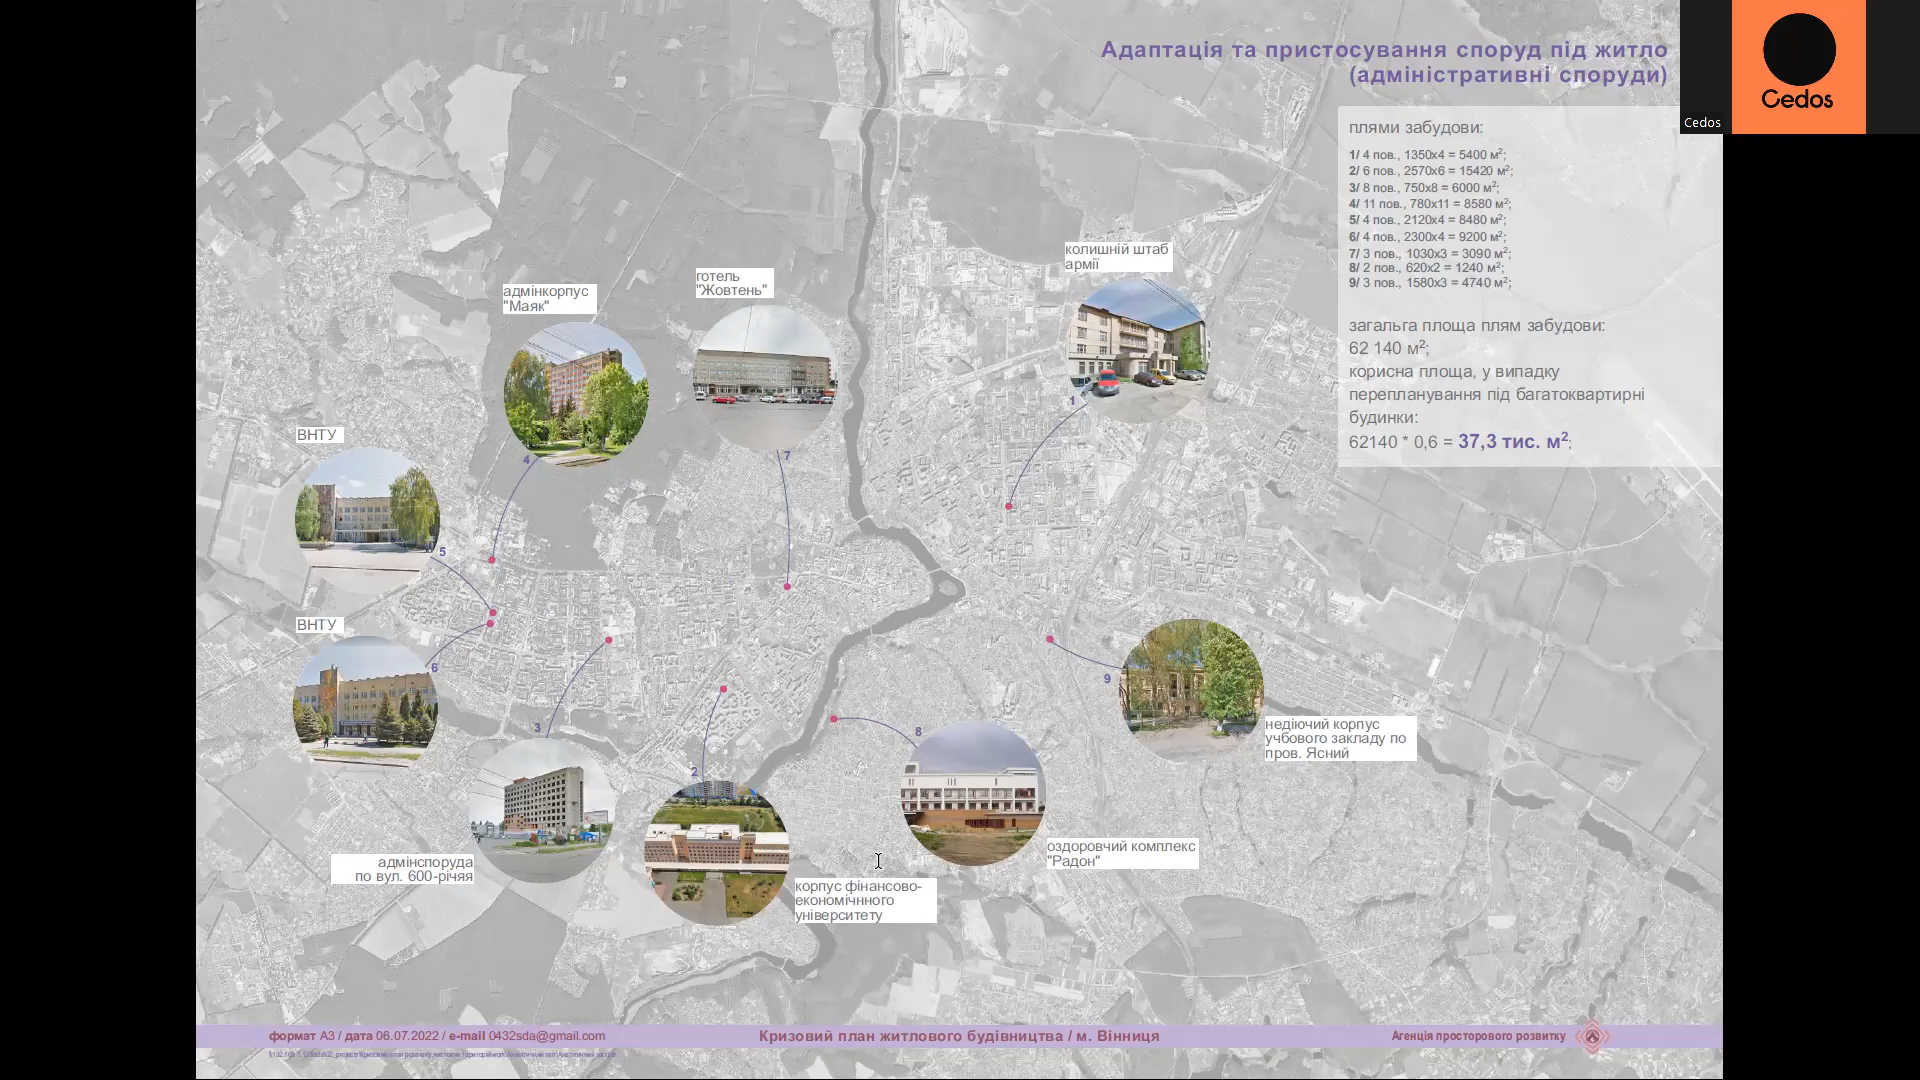 Адаптація та пристосування споруд під житло
(адміністративні споруди)
Cedos
Cedos
плями забудови:
1/ 4 пов., 1350х4 = 5400 м²;
2/ 6 пов., 2570х6 = 15420 м²;
3/ 8 пов., 750х8 = 6000 м²;
4/ 11 пов., 780х11 = 8580 м²;
5/ 4 пов., 2120х4 = 8480 м²;
6/ 4 пов., 2300х4 = 9200 м²;
7/ 3 пов., 1030х3 = 3090 м²;
8/ 2 пов., 620х2 = 1240 м²;
9/ 3 пов., 1580х3 = 4740 м²;
загальга площа плям забудови:
62 140 м²;
корисна площа, у випадку
перепланування під багатоквартирні
будинки:
62140 * 0,6 = 37,3 тис. м²;
колишній штаб
армії
1
готель
"Жовтень"
7
адмінкорпус
"Маяк"
4
ВНТУ
5
ВНТУ
6
3
адмінспоруда
по вул. 600-річяя
2
корпус фінансово-
економічнного
університету
8
оздоровчий комплекс
"Радон"
9
недіючий корпус
учбового закладу по
пров. Ясний
формат А3 / дата 06.07.2022 / e-mail 0432sda@gmail.com
Кризовий план житлового будівництва / м. Вінниця
Агенція просторового розвитку